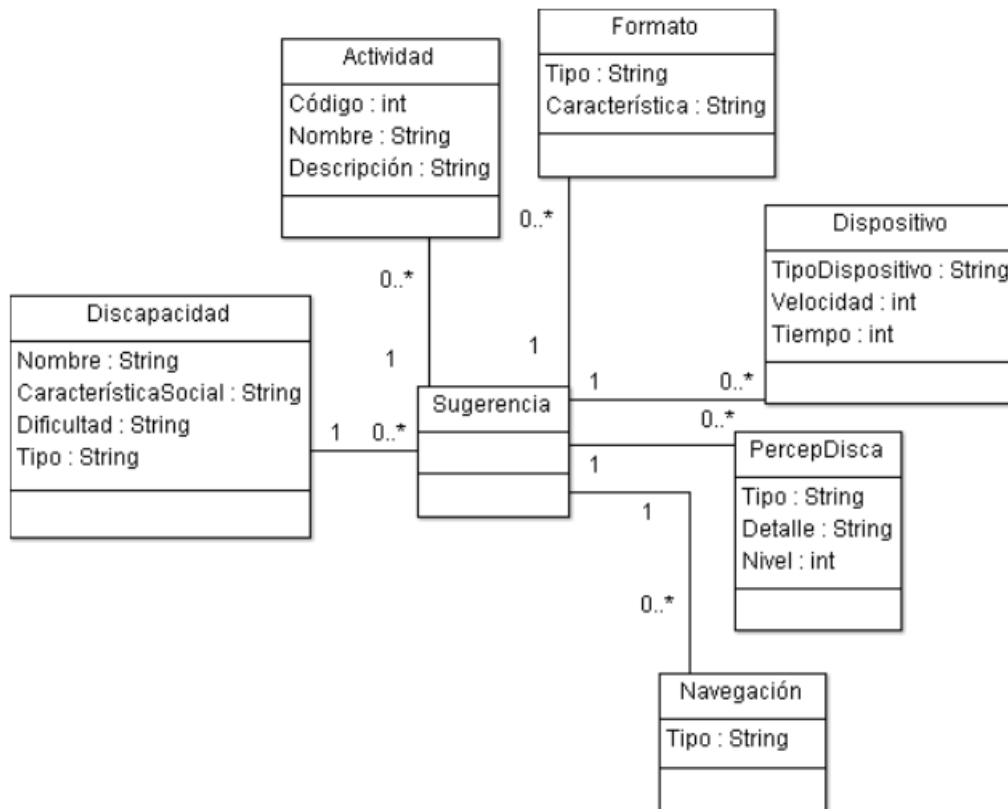 Formato
Tipo : String
Característica : String
Actividad
Código : int
Nombre : String
Descripción : String
0..*
0..*
1
1
Dispositivo
TipoDispositivo : String
Velocidad : int
Tiempo : int
1
0..*
Discapacidad
Nombre : String
CaracterísticaSocial : String
Dificultad : String
Tipo : String
1
0..*
Sugerencia
0..*
1
PercepDisca
Tipo : String
Detalle : String
Nivel : int
1
0..*
Navegación
Tipo : String